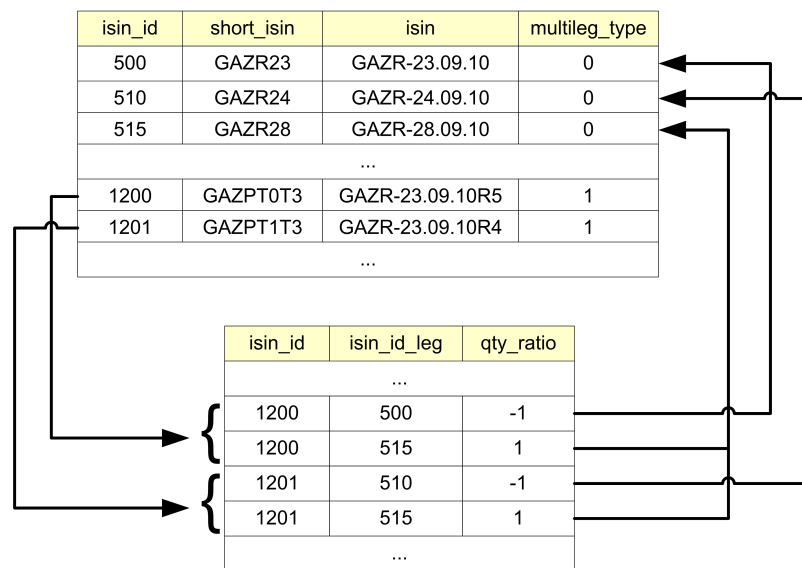 isin_id short_isin isin multileg_type
500 GAZR23 GAZR-23.09.10 0
510 GAZR24 GAZR-24.09.10 0
515 GAZR28 GAZR-28.09.10 0
...
1200 GAZPT0T3 GAZR-23.09.10R5 1
1201 GAZPT1T3 GAZR-23.09.10R4 1
...
isin_id isin_id_leg qty_ratio
...
1200 500 -1
1200 515 1
1201 510 -1
1201 515 1
...